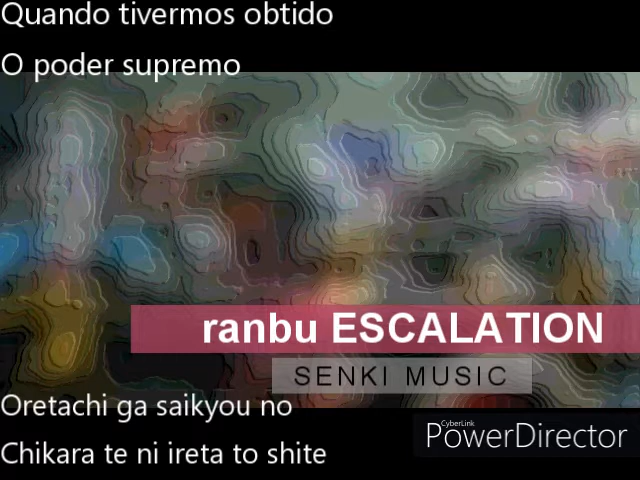 Quando tivermos obtido
O poder supremo
ranbu ESCALATION
SENKI MUSIC
Oretachi ga saikyou no
Chikara te ni ireta to shite
CyberLink
PowerDirector